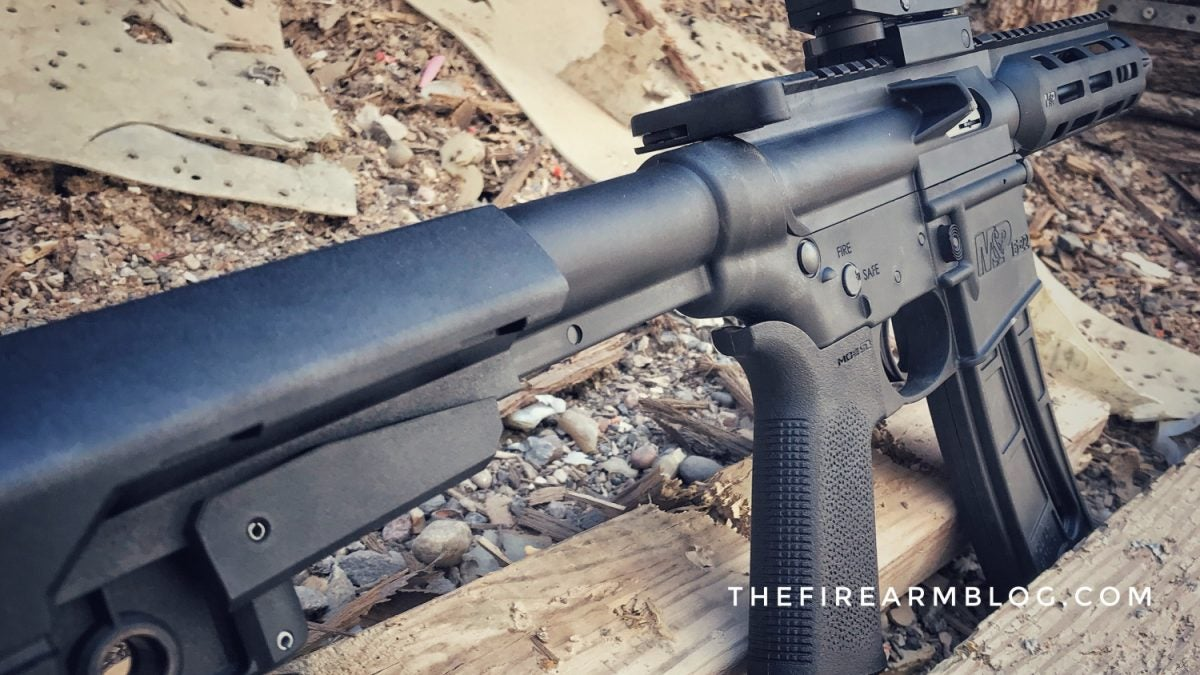 FIRE
SAFE
M&P 15-22
MOE SL
THEFIREARMBLOG.COM